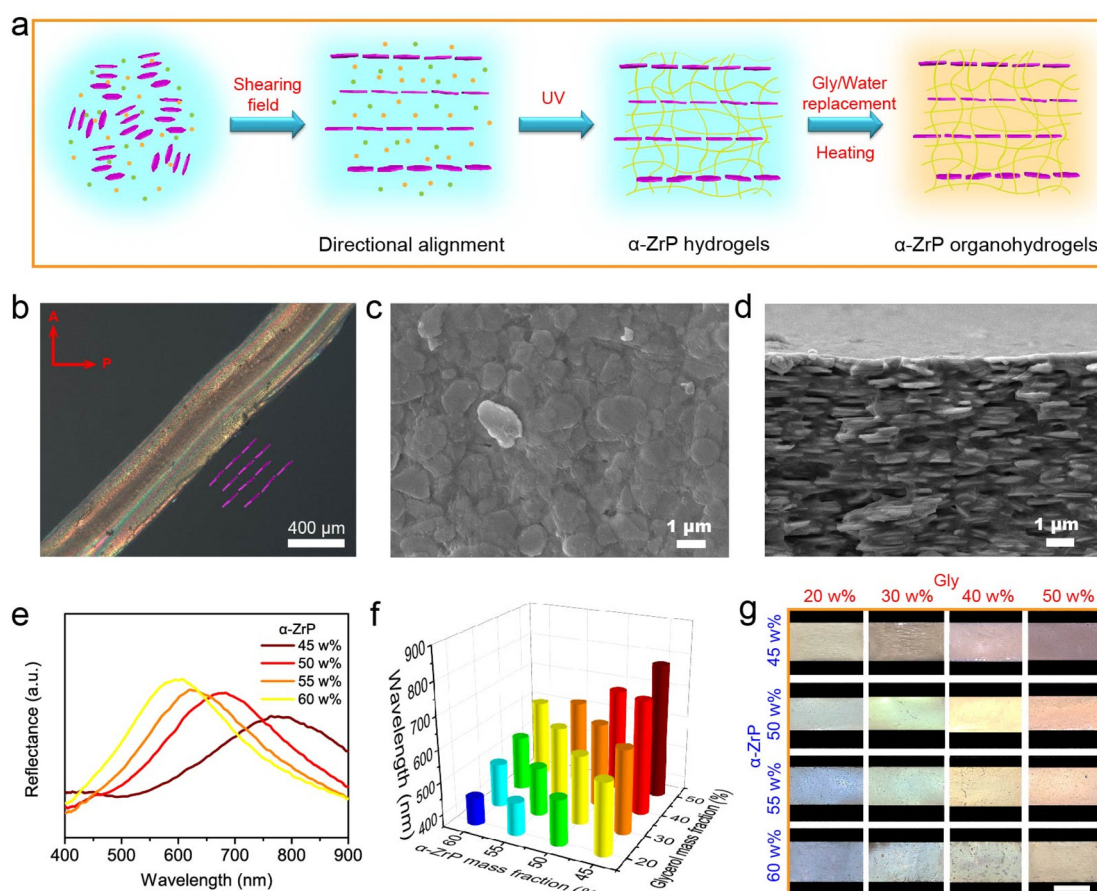 a
Shearing
field
UV
Gly/Water
replacement
Heating
Directional alignment
α-ZrP hydrogels
α-ZrP organohydrogels
b
A
P
400 μm
c
1 μm
d
1 μm
e
Reflectance (a.u.)
α-ZrP
45 w%
50 w%
55 w%
60 w%
400 500 600 700 800 900
Wavelength (nm)
f
Wavelength (nm)
900
800
700
600
500
400
60 55 50 45
α-ZrP mass fraction (%)
20 30 40 50
Glycerol mass fraction (%)
g
Gly
20 w% 30 w% 40 w% 50 w%
α-ZrP
45 w%
50 w%
55 w%
60 w%